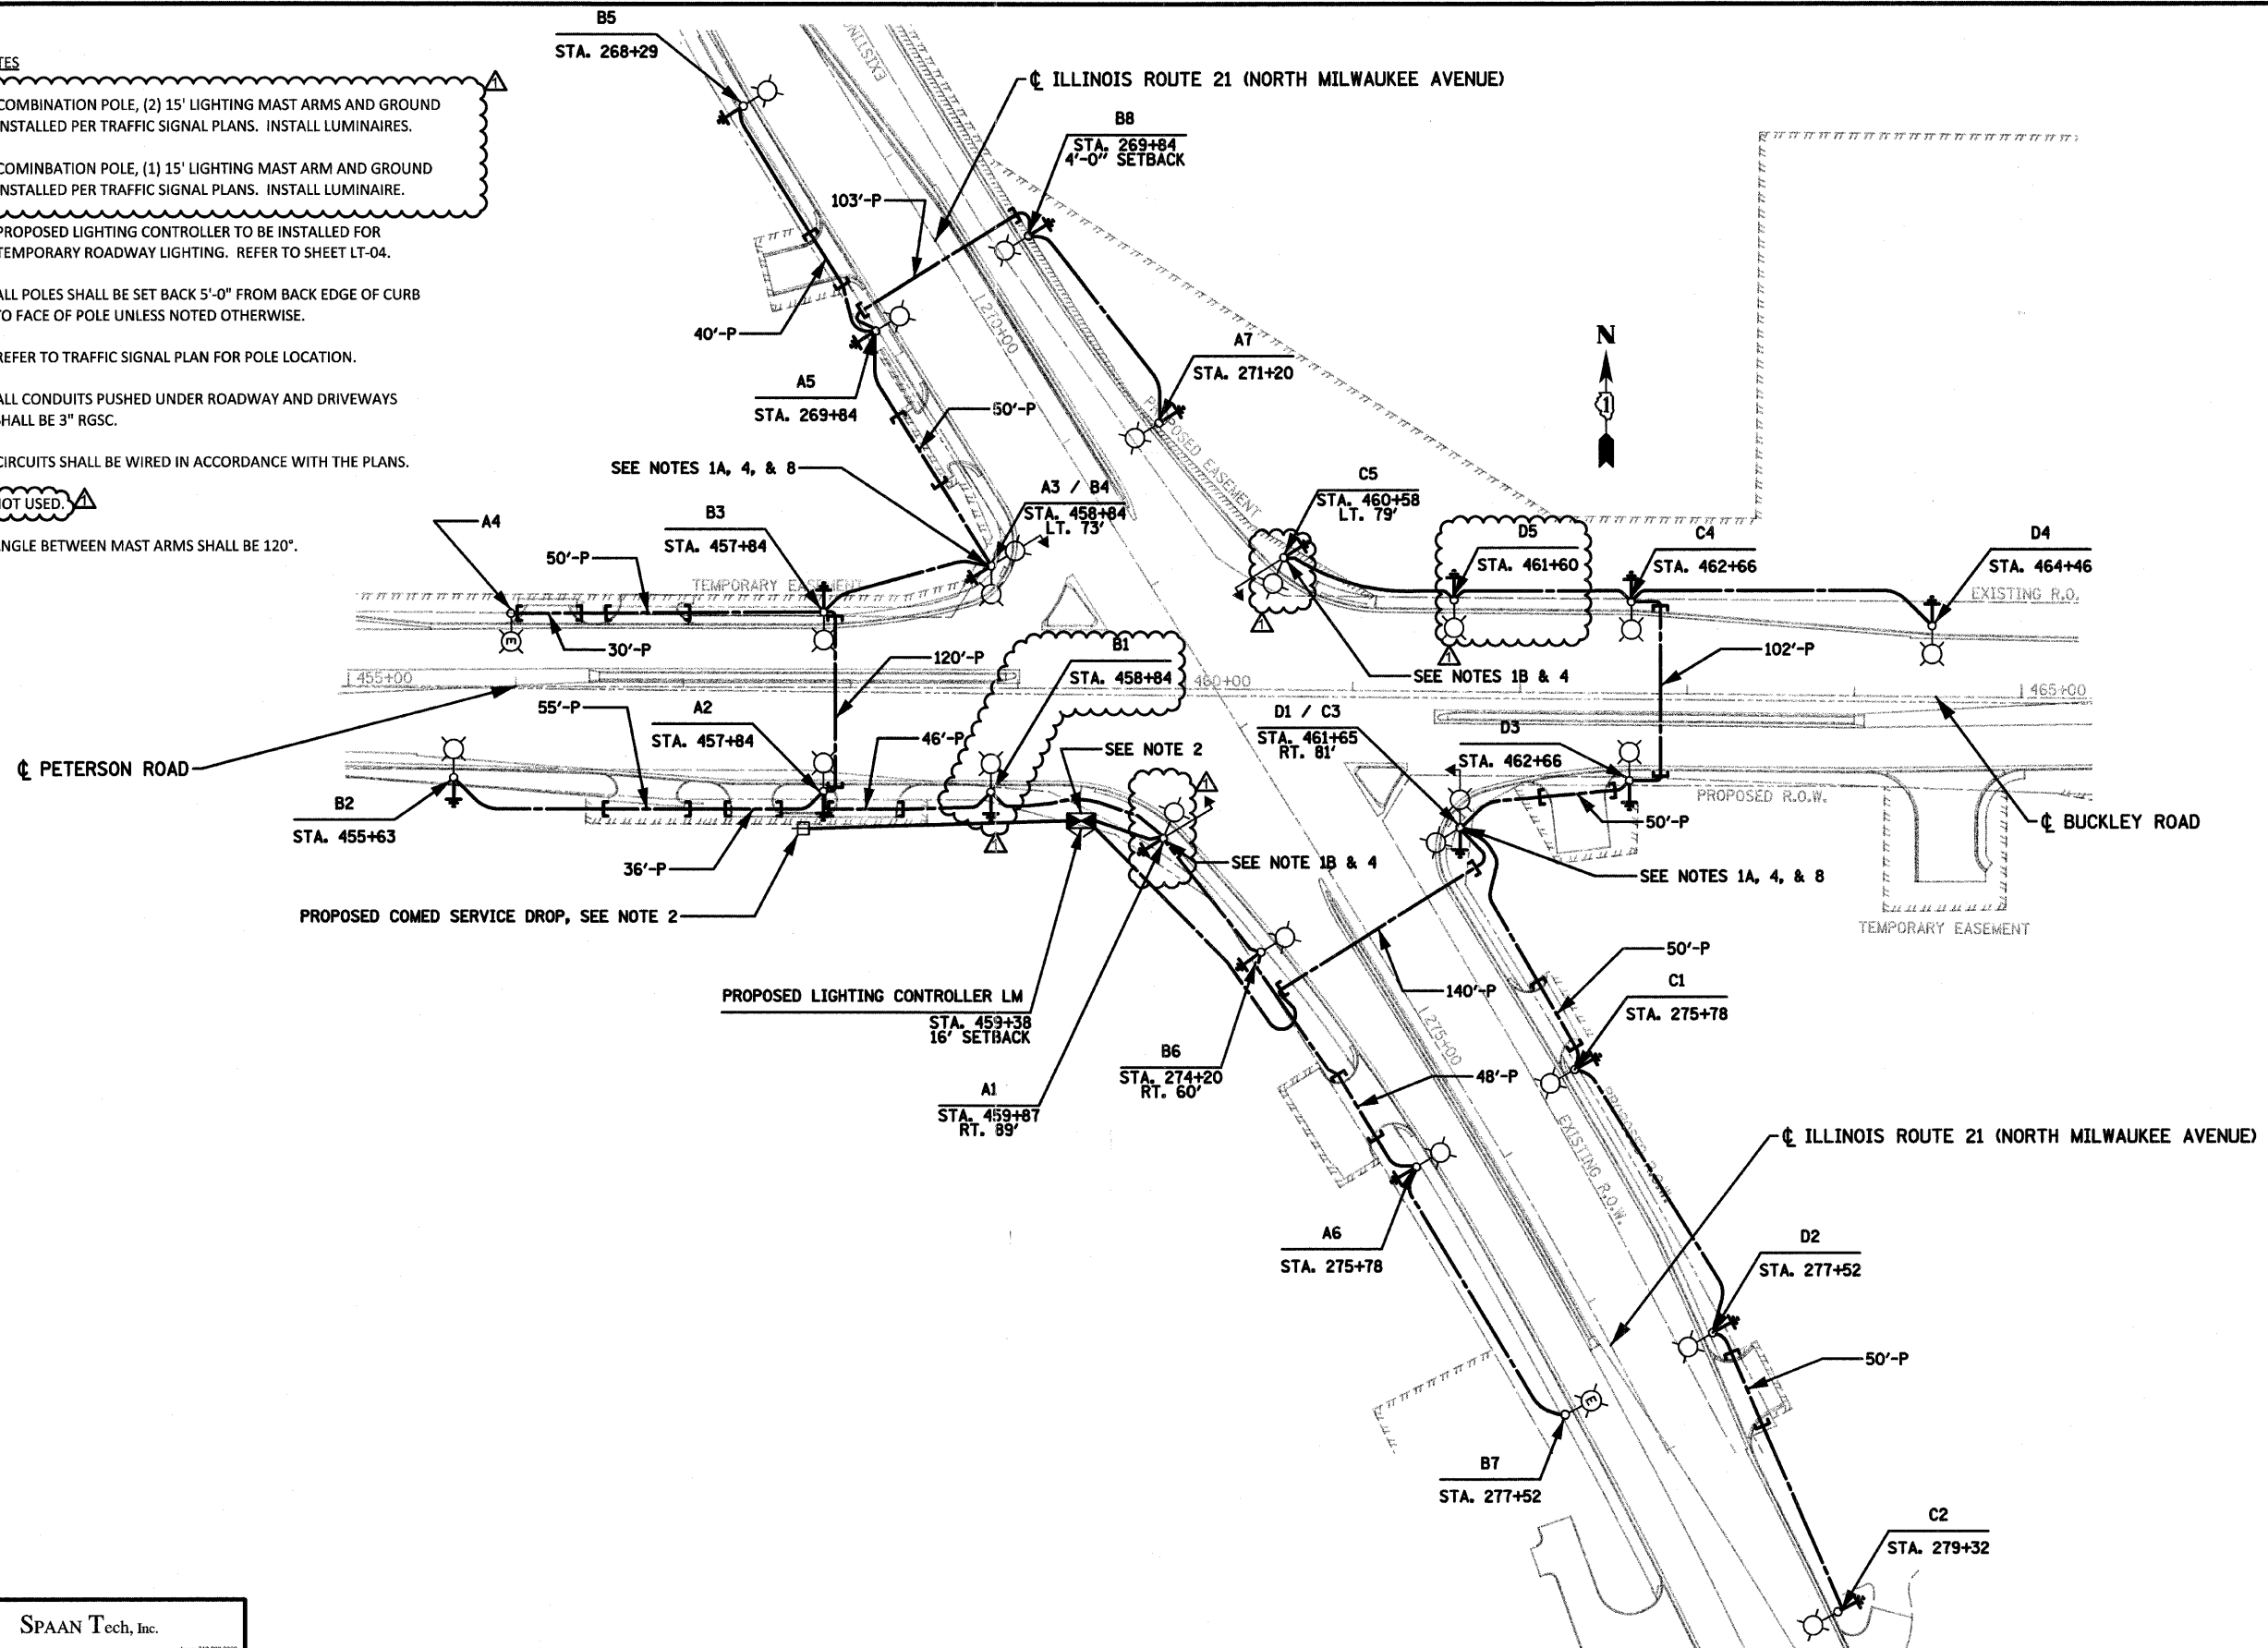 TES
COMBINATION POLE, (2) 15' LIGHTING MAST ARMS AND GROUND
INSTALLED PER TRAFFIC SIGNAL PLANS. INSTALL LUMINAIRES.
COMINBATION POLE, (1) 15' LIGHTING MAST ARM AND GROUND
INSTALLED PER TRAFFIC SIGNAL PLANS. INSTALL LUMINAIRE.
1
PROPOSED LIGHTING CONTROLLER TO BE INSTALLED FOR
TEMPORARY ROADWAY LIGHTING. REFER TO SHEET LT-04.
ALL POLES SHALL BE SET BACK 5'-0" FROM BACK EDGE OF CURB
TO FACE OF POLE UNLESS NOTED OTHERWISE.
REFER TO TRAFFIC SIGNAL PLAN FOR POLE LOCATION.
ALL CONDUITS PUSHED UNDER ROADWAY AND DRIVEWAYS
SHALL BE 3" RGSC.
CIRCUITS SHALL BE WIRED IN ACCORDANCE WITH THE PLANS.
NOT USED. 1
ANGLE BETWEEN MAST ARMS SHALL BE 120°.
B5
STA. 268+29
EXISTIN
℄ ILLINOIS ROUTE 21 (NORTH MILWAUKEE AVENUE)
B8
STA. 269+84
4'-0" SETBACK
103'-P
270+00
40'-P
A5
STA. 269+84
50'-P
A7
STA. 271+20
N
1
PROPOSED EASEMENT
SEE NOTES 1A, 4, & 8
A3 / B4
STA. 458+84
LT. 73'
C5
STA. 460+58
LT. 79'
1
D5
STA. 461+60
1
C4
STA. 462+66
D4
STA. 464+46
EXISTING R.O.
A4
50'-P
B3
STA. 457+84
TEMPORARY EASEMENT
E
30'-P
120'-P
B1
STA. 458+84
1
SEE NOTES 1B & 4
102'-P
455+00
460+00
465+00
55'-P
A2
STA. 457+84
46'-P
SEE NOTE 2
D1 / C3
STA. 461+65
RT. 81'
D3
STA. 462+66
℄ PETERSON ROAD
B2
STA. 455+63
36'-P
1
SEE NOTE 1B & 4
50'-P
PROPOSED R.O.W.
℄ BUCKLEY ROAD
SEE NOTES 1A, 4, & 8
PROPOSED COMED SERVICE DROP, SEE NOTE 2
TEMPORARY EASEMENT
50'-P
C1
STA. 275+78
PROPOSED LIGHTING CONTROLLER LM
STA. 459+38
16' SETBACK
140'-P
275+00
B6
STA. 274+20
RT. 60'
A1
STA. 459+87
RT. 89'
48'-P
PROPOSED R.O.W.
EXISTING R.O.W.
℄ ILLINOIS ROUTE 21 (NORTH MILWAUKEE AVENUE)
A6
STA. 275+78
D2
STA. 277+52
50'-P
E
B7
STA. 277+52
C2
STA. 279+32
SPAAN Tech, Inc.